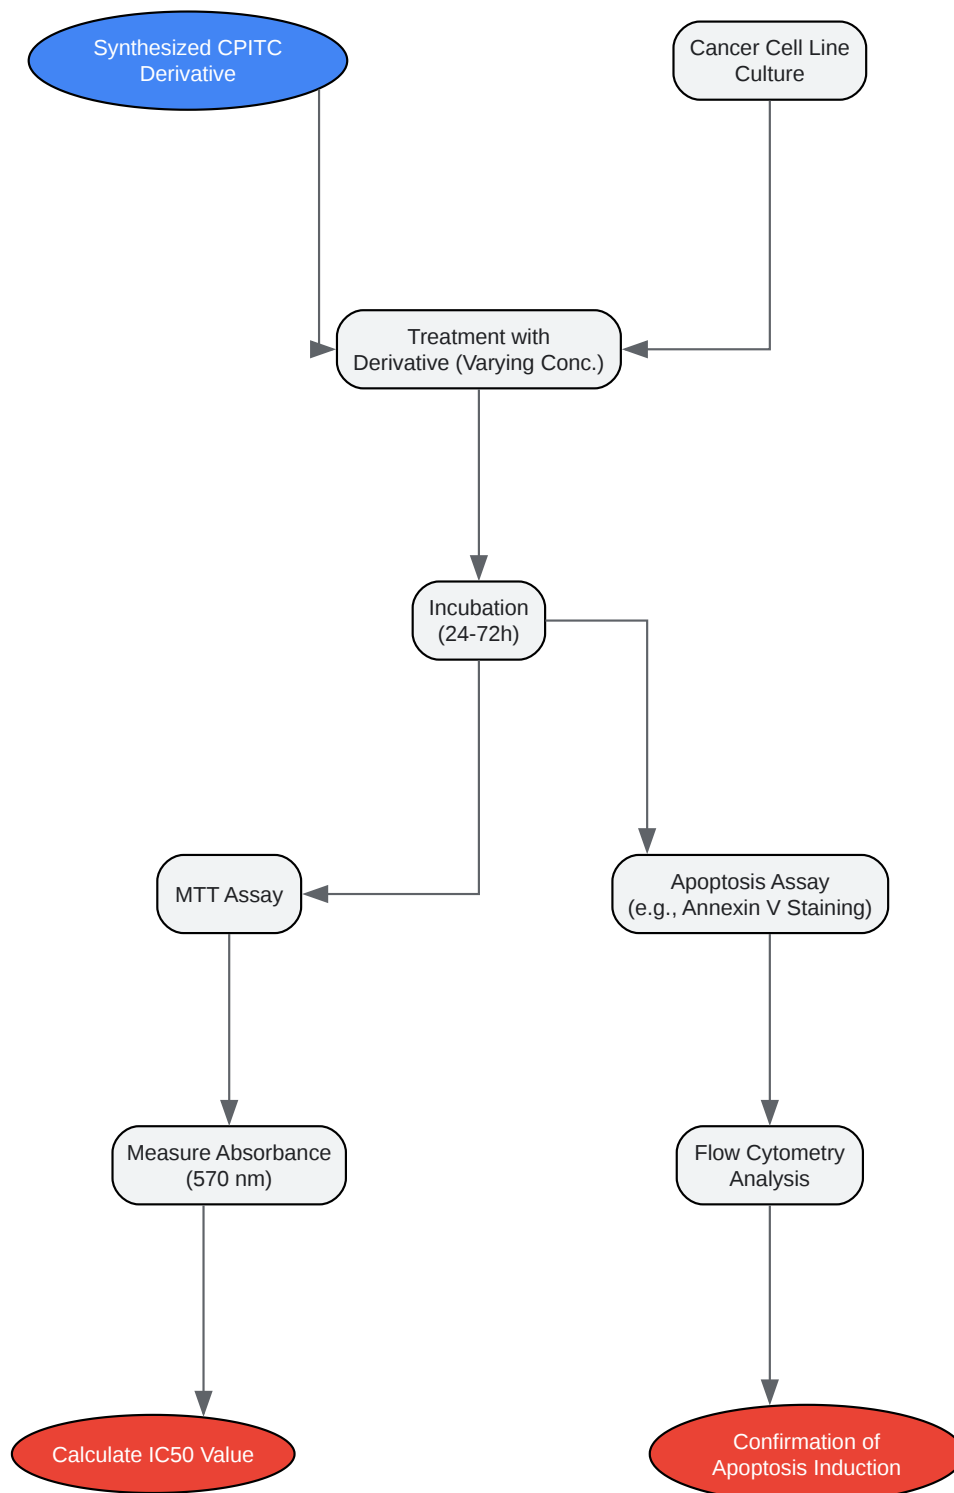 Synthesized CPITC
Derivative
Cancer Cell Line
Culture
Treatment with
Derivative (Varying Conc.)
Incubation
(24-72h)
MTT Assay
Apoptosis Assay
(e.g., Annexin V Staining)
Measure Absorbance
(570 nm)
Flow Cytometry
Analysis
Calculate IC50 Value
Confirmation of
Apoptosis Induction